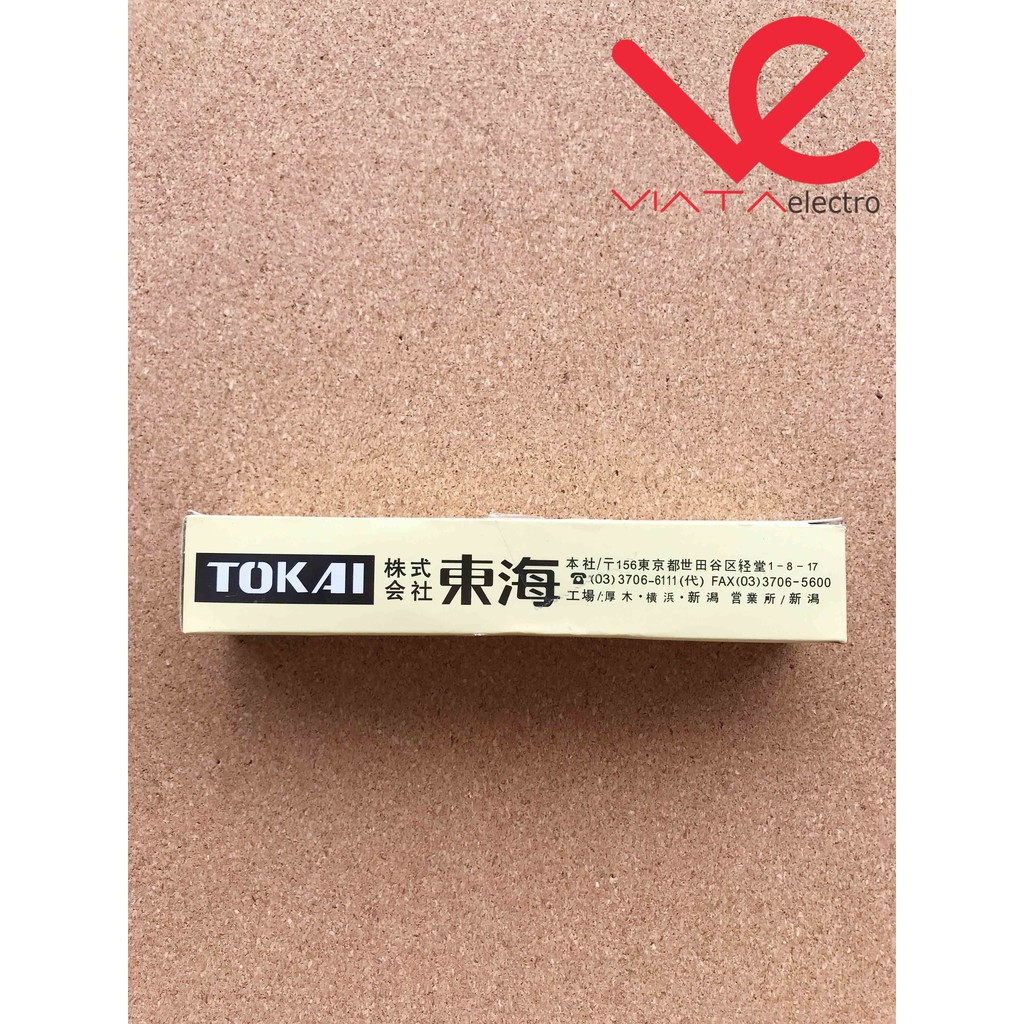 VIATA electro
TOKAI
株式
会社
東海
本社/〒156東京都世田谷区経堂1-8-17
☎(03)3706-6111(代) FAX(03)3706-5600
工場/厚木・横浜・新潟 営業所/新潟